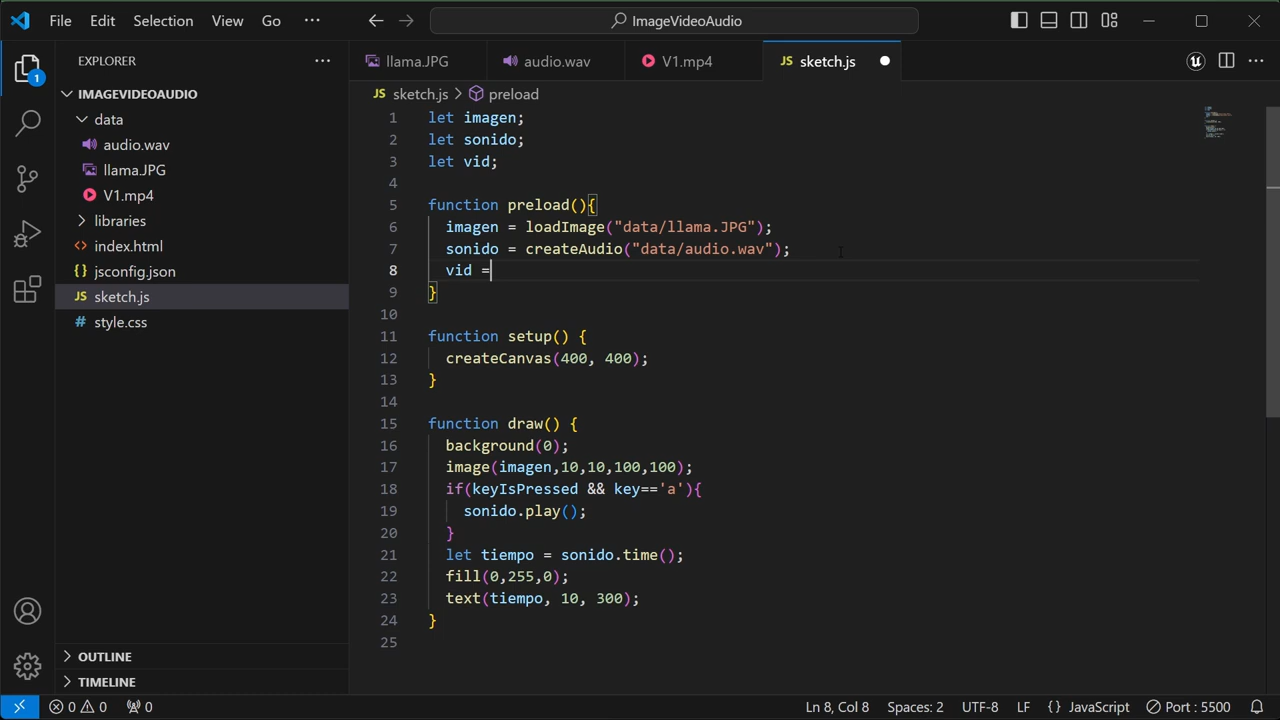 File Edit Selection View Go ··· ImageVideoAudio
EXPLORER ···
IMAGEVIDEOAUDIO
data
audio.wav
llama.JPG
V1.mp4
libraries
index.html
{} jsconfig.json
JS sketch.js
# style.css
OUTLINE
TIMELINE
1
llama.JPG audio.wav V1.mp4 JS sketch.js
JS sketch.js > preload
1 let imagen;
2 let sonido;
3 let vid;
4
5 function preload(){
6 imagen = loadImage("data/llama.JPG");
7 sonido = createAudio("data/audio.wav");
8 vid =
9 }
10
11 function setup() {
12 createCanvas(400, 400);
13 }
14
15 function draw() {
16 background(0);
17 image(imagen,10,10,100,100);
18 if(keyIsPressed && key=='a'){
19 sonido.play();
20 }
21 let tiempo = sonido.time();
22 fill(0,255,0);
23 text(tiempo, 10, 300);
24 }
25
0 0 0 Ln 8, Col 8 Spaces: 2 UTF-8 LF {} JavaScript Port : 5500